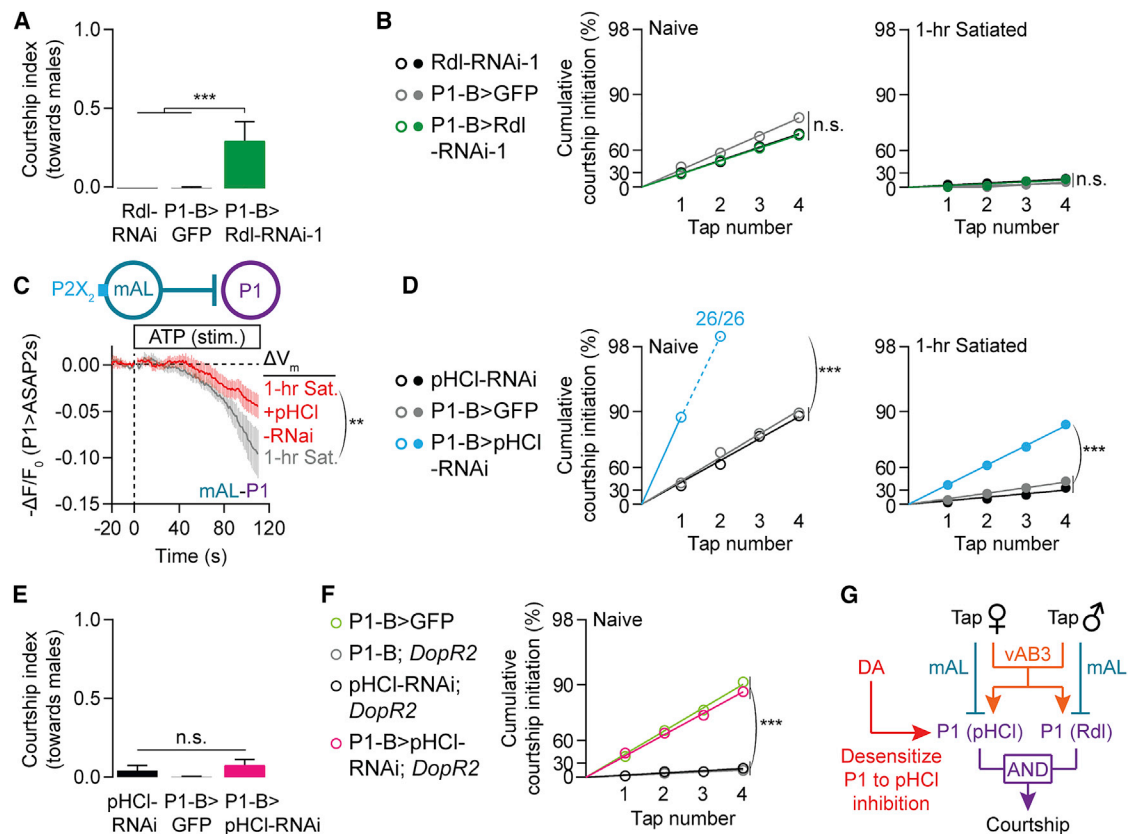 A
Courtship index
(towards males)
1.0
0.5
0.0
***
Rdl-
RNAi
P1-B>
GFP
P1-B>
Rdl-RNAi-1
B
Rdl-RNAi-1
P1-B>GFP
P1-B>Rdl
-RNAi-1
Cumulative
courtship initiation (%)
98
90
60
30
0
Naive
n.s.
1 2 3 4
Tap number
98
90
60
30
0
1-hr Satiated
n.s.
1 2 3 4
Tap number
C
P2X2
mAL
P1
ATP (stim.)
-ΔF/F0 (P1>ASAP2s)
0.00
-0.05
-0.10
-0.15
ΔVm
1-hr Sat.
+pHCl
-RNai
1-hr Sat.
**
mAL-P1
-20 0 40 80 120
Time (s)
D
pHCl-RNAi
P1-B>GFP
P1-B>pHCl
-RNAi
Cumulative
courtship initiation (%)
98
90
60
30
0
26/26
Naive
***
1 2 3 4
Tap number
98
90
60
30
0
1-hr Satiated
***
1 2 3 4
Tap number
E
Courtship index
(towards males)
1.0
0.5
0.0
n.s.
pHCl-
RNAi
P1-B>
GFP
P1-B>
pHCl-RNAi
F
P1-B>GFP
P1-B; DopR2
pHCl-RNAi;
DopR2
P1-B>pHCl-
RNAi; DopR2
Cumulative
courtship initiation (%)
98
90
60
30
0
Naive
***
1 2 3 4
Tap number
G
Tap ♀ Tap ♂
DA
mAL
vAB3
mAL
P1 (pHCl) P1 (Rdl)
Desensitize
P1 to pHCl
inhibition
AND
Courtship